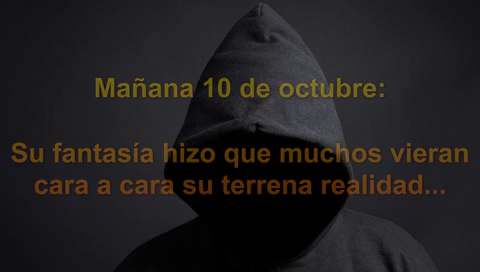 Mañana 10 de octubre:
Su fantasía hizo que muchos vieran
cara a cara su terrena realidad...